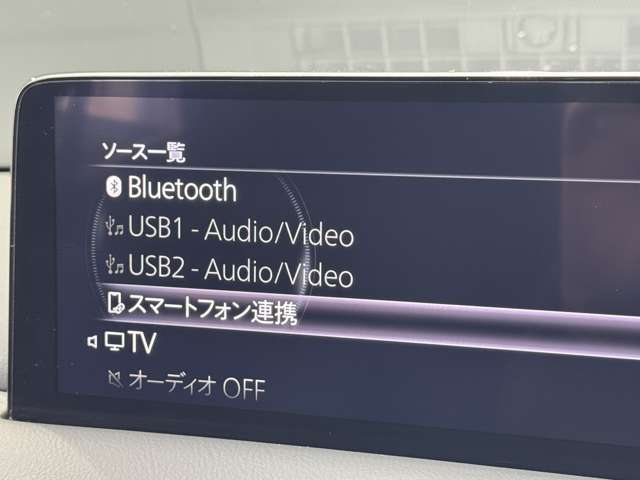 ソース一覧
Bluetooth
USB1 - Audio/Video
USB2 - Audio/Video
スマートフォン連携
TV
オーディオ OFF